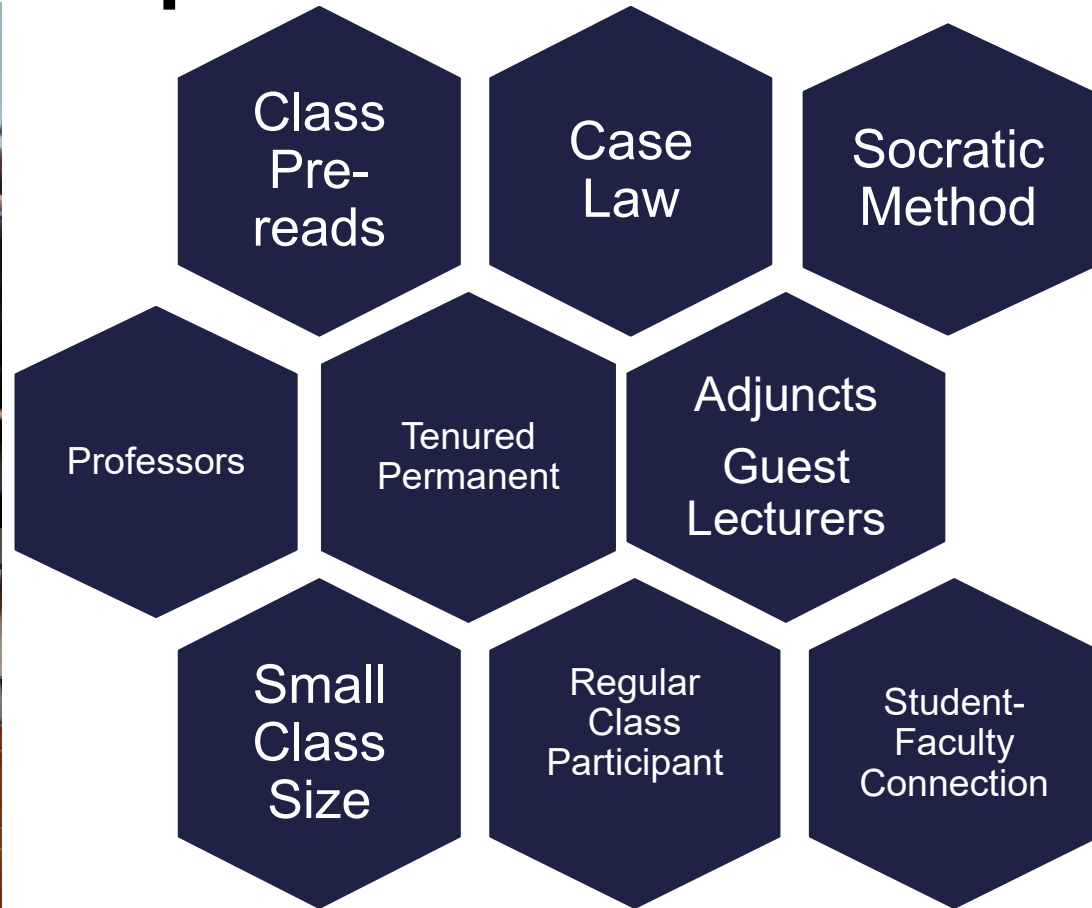 Class
Pre-
reads
Case
Law
Socratic
Method
Professors
Tenured
Permanent
Adjuncts
Guest
Lecturers
Small
Class
Size
Regular
Class
Participant
Student-
Faculty
Connection